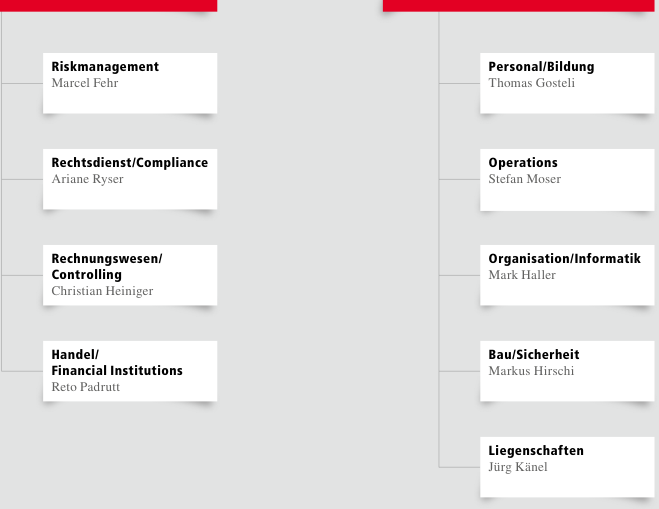 Riskmanagement
Marcel Fehr
Rechtsdienst/Compliance
Ariane Ryser
Rechnungswesen/
Controlling
Christian Heiniger
Handel/
Financial Institutions
Reto Padrutt
Personal/Bildung
Thomas Gosteli
Operations
Stefan Moser
Organisation/Informatik
Mark Haller
Bau/Sicherheit
Markus Hirschi
Liegenschaften
Jürg Känel